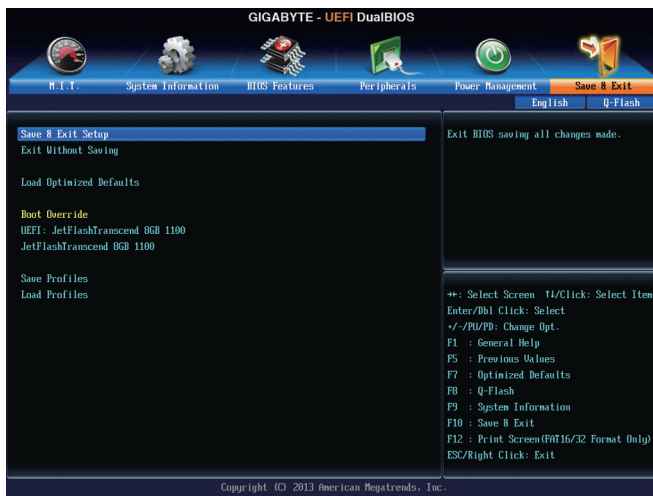 GIGABYTE - UEFI DualBIOS
M.I.T. System Information BIOS Features Peripherals Power Management Save & Exit
English Q-Flash
Save & Exit Setup
Exit Without Saving
Load Optimized Defaults
Boot Override
UEFI: JetFlashTranscend 8GB 1100
JetFlashTranscend 8GB 1100
Save Profiles
Load Profiles
Exit BIOS saving all changes made.
→←: Select Screen ↑↓/Click: Select Item
Enter/Dbl Click: Select
+/-/PU/PD: Change Opt.
F1 : General Help
F5 : Previous Values
F7 : Optimized Defaults
F8 : Q-Flash
F9 : System Information
F10 : Save & Exit
F12 : Print Screen(FAT16/32 Format Only)
ESC/Right Click: Exit
Copyright (C) 2013 American Megatrends, Inc.